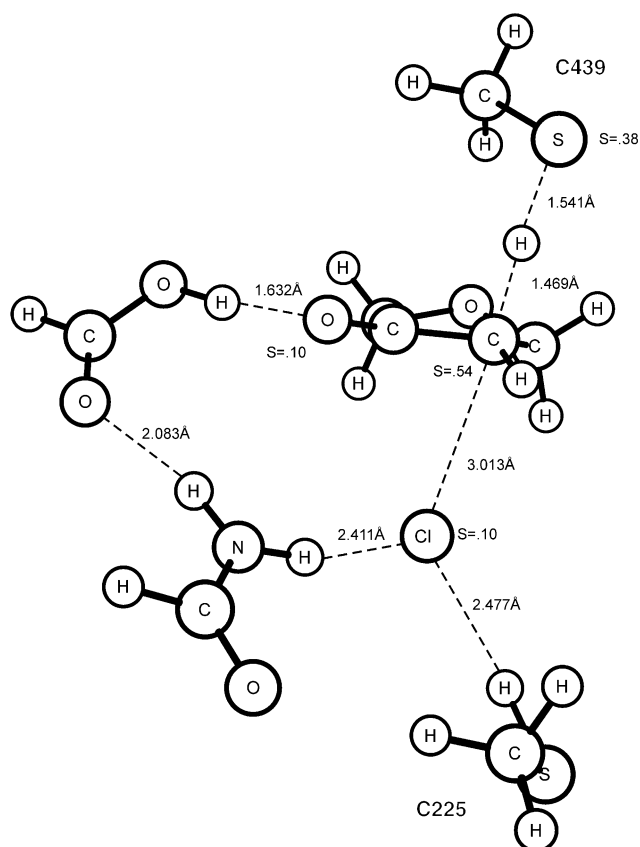 H
C439
H
C
S
S=.38
H
1.541Å
H
H
1.469Å
O
H
1.632Å
H
O
O
H
C
C
C
C
S=.10
S=.54
H
H
H
O
2.083Å
3.013Å
H
N
2.411Å
H
Cl
S=.10
H
C
2.477Å
O
H
H
H
C
S
C225
H